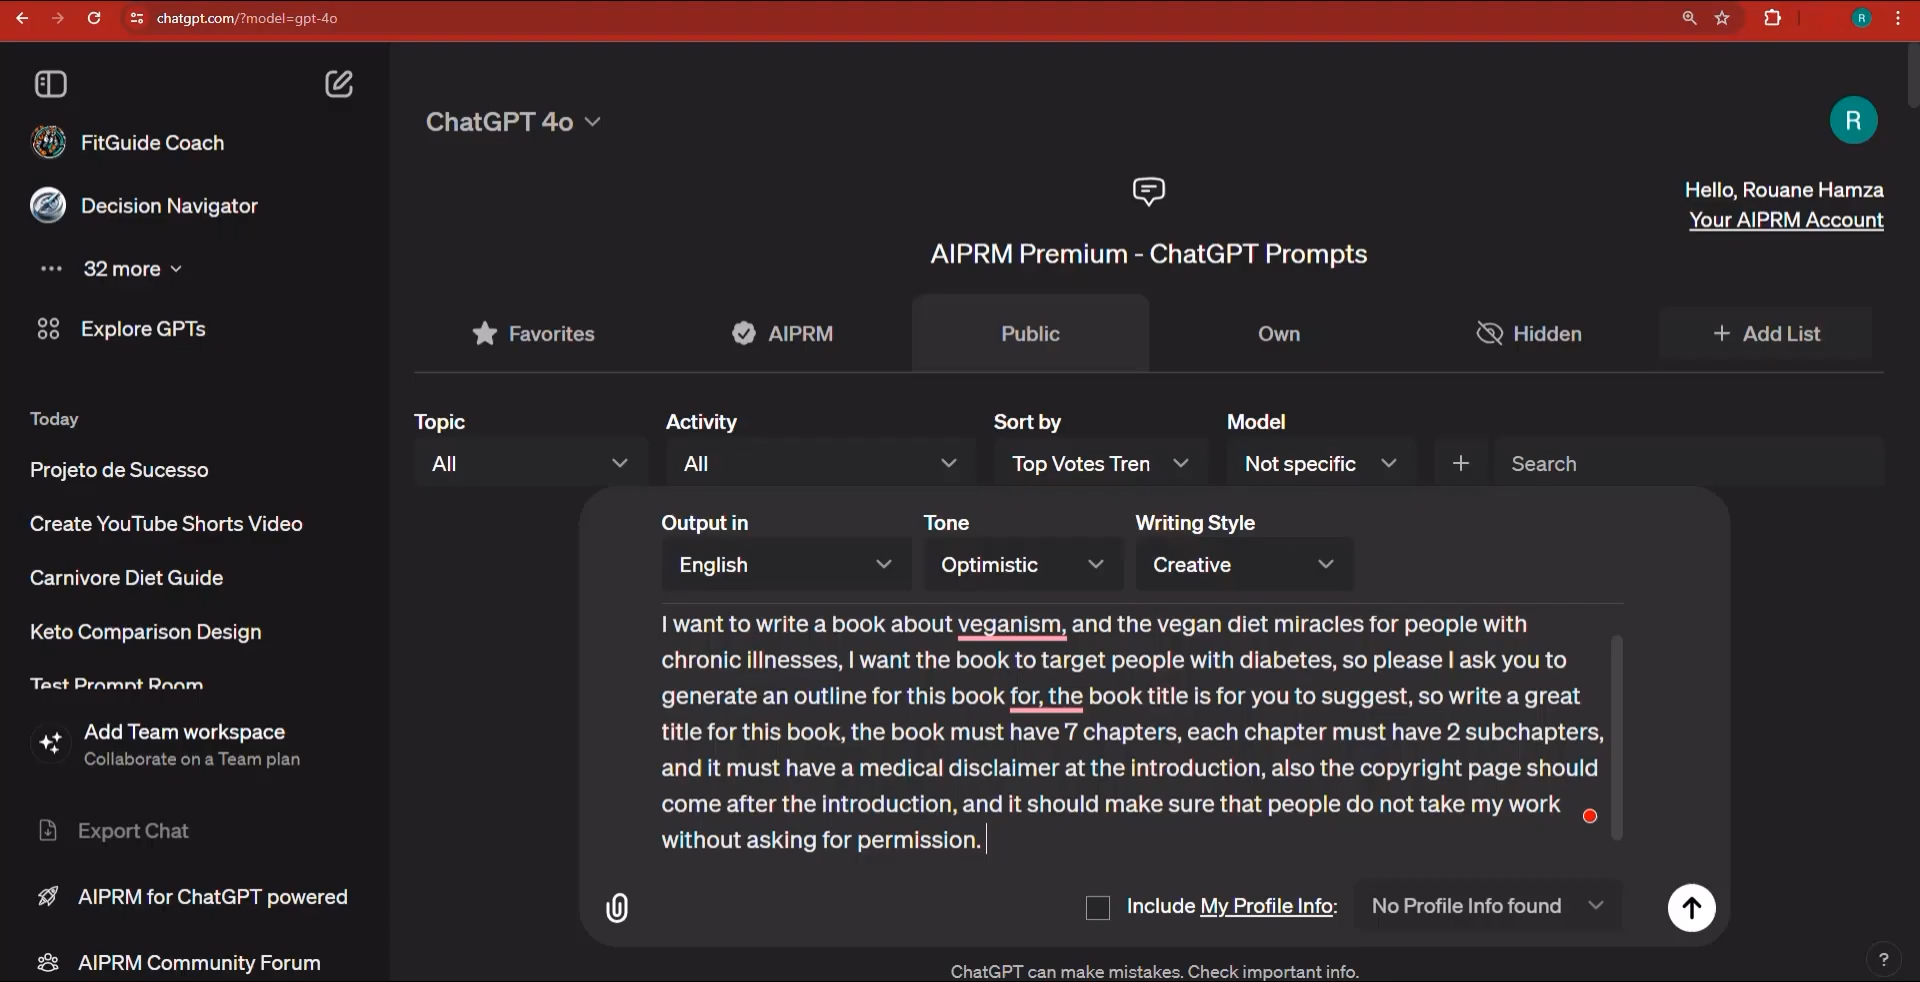 chatgpt.com/?model=gpt-4o
R
FitGuide Coach
Decision Navigator
32 more
Explore GPTs
Today
Projeto de Sucesso
Create YouTube Shorts Video
Carnivore Diet Guide
Keto Comparison Design
Test Prompt Room
Add Team workspace
Collaborate on a Team plan
Export Chat
AIPRM for ChatGPT powered
AIPRM Community Forum
ChatGPT 4o
R
Hello, Rouane Hamza
Your AIPRM Account
AIPRM Premium - ChatGPT Prompts
Favorites
AIPRM
Public
Own
Hidden
+ Add List
Topic
Activity
Sort by
Model
All
All
Top Votes Tren
Not specific
+
Search
Output in
Tone
Writing Style
English
Optimistic
Creative
I want to write a book about veganism, and the vegan diet miracles for people with
chronic illnesses, I want the book to target people with diabetes, so please I ask you to
generate an outline for this book for, the book title is for you to suggest, so write a great
title for this book, the book must have 7 chapters, each chapter must have 2 subchapters,
and it must have a medical disclaimer at the introduction, also the copyright page should
come after the introduction, and it should make sure that people do not take my work
without asking for permission.
Include My Profile Info:
No Profile Info found
ChatGPT can make mistakes. Check important info.
?